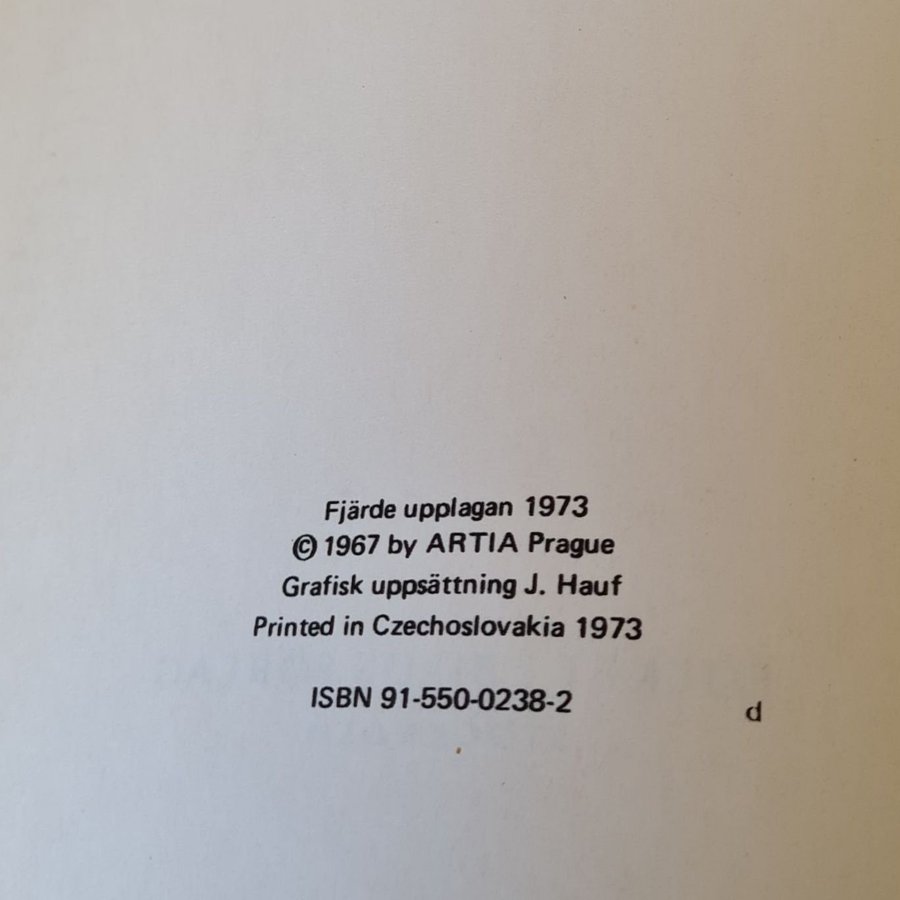 Fjärde upplagan 1973
© 1967 by ARTIA Prague
Grafisk uppsättning J. Hauf
Printed in Czechoslovakia 1973
ISBN 91-550-0238-2
d